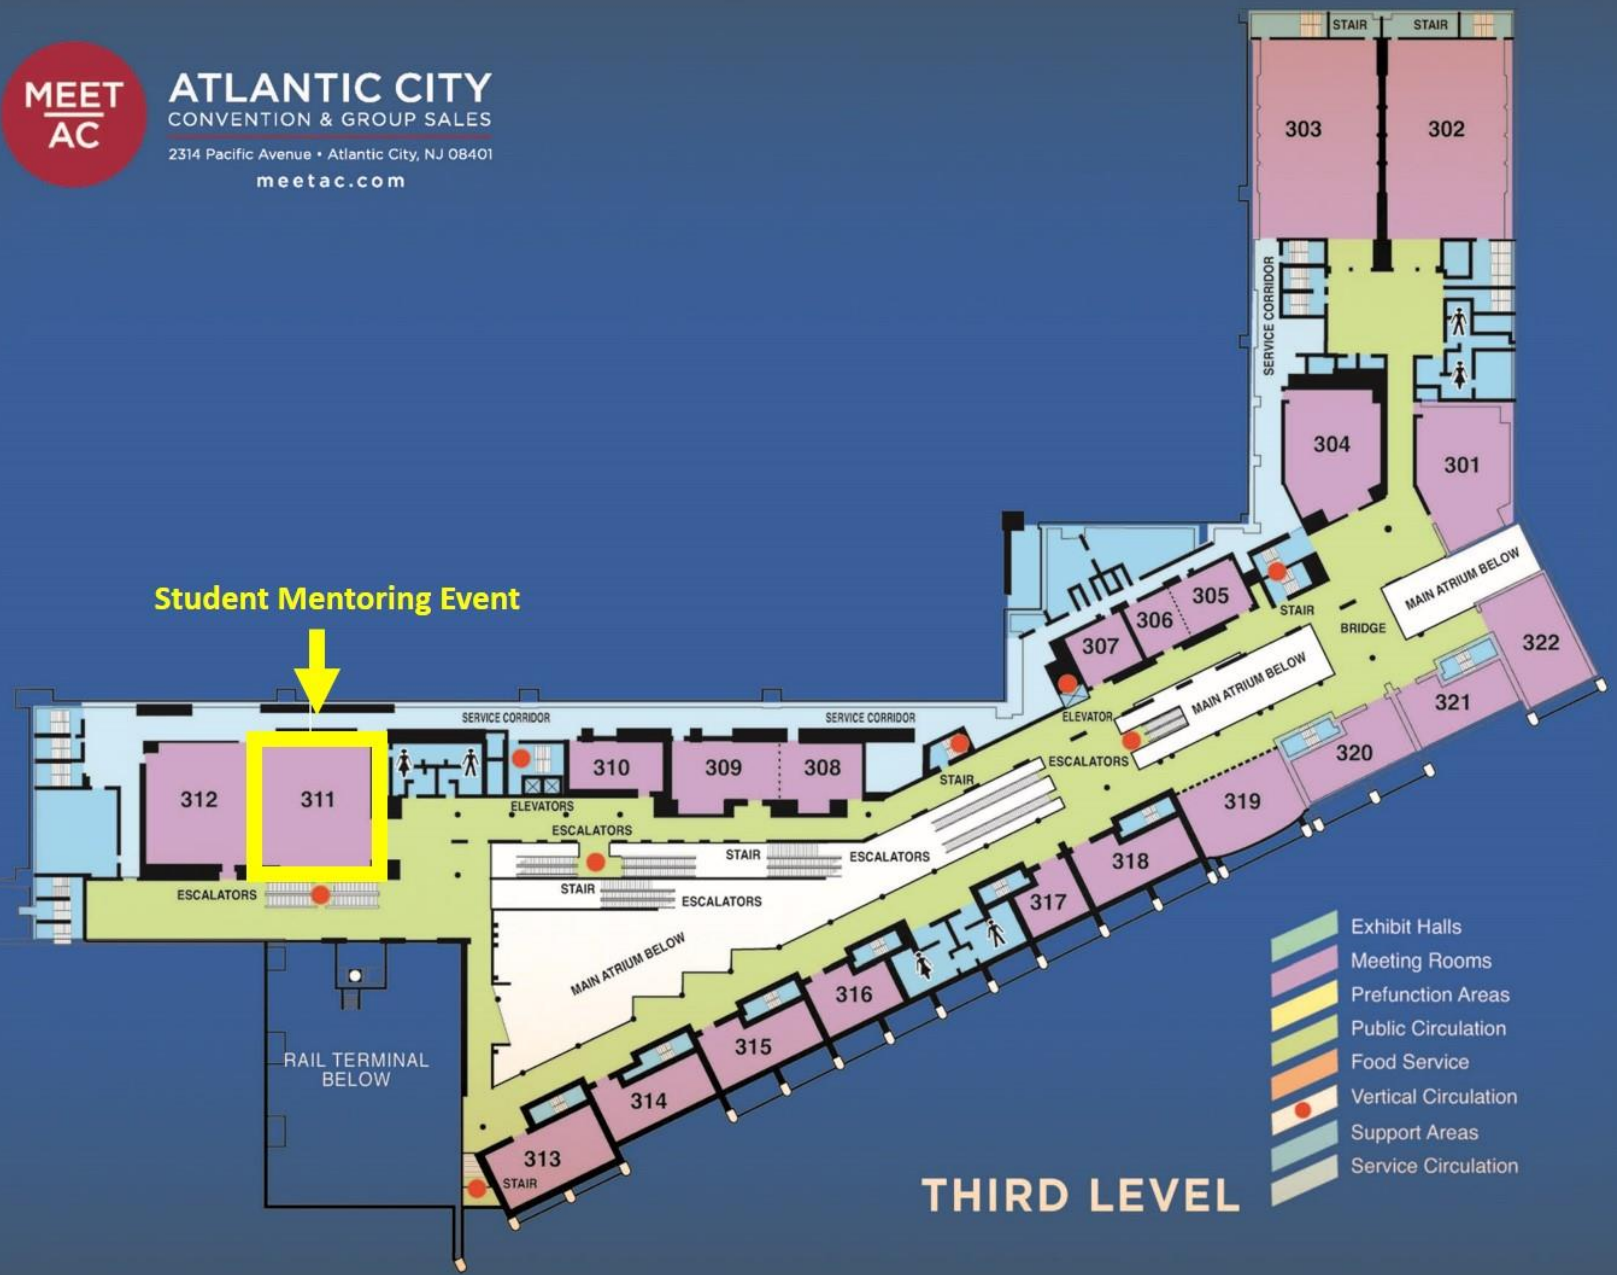 MEET
AC
ATLANTIC CITY
CONVENTION & GROUP SALES
2314 Pacific Avenue • Atlantic City, NJ 08401
meetac.com
STAIR
STAIR
303
302
SERVICE CORRIDOR
304
301
MAIN ATRIUM BELOW
305
306
307
STAIR
BRIDGE
322
321
MAIN ATRIUM BELOW
ELEVATOR
ESCALATORS
320
319
Student Mentoring Event
SERVICE CORRIDOR
SERVICE CORRIDOR
312
311
310
309
308
STAIR
ELEVATORS
ESCALATORS
STAIR
ESCALATORS
318
ESCALATORS
STAIR
ESCALATORS
317
MAIN ATRIUM BELOW
316
315
314
313
STAIR
RAIL TERMINAL
BELOW
Exhibit Halls
Meeting Rooms
Prefunction Areas
Public Circulation
Food Service
Vertical Circulation
Support Areas
Service Circulation
THIRD LEVEL